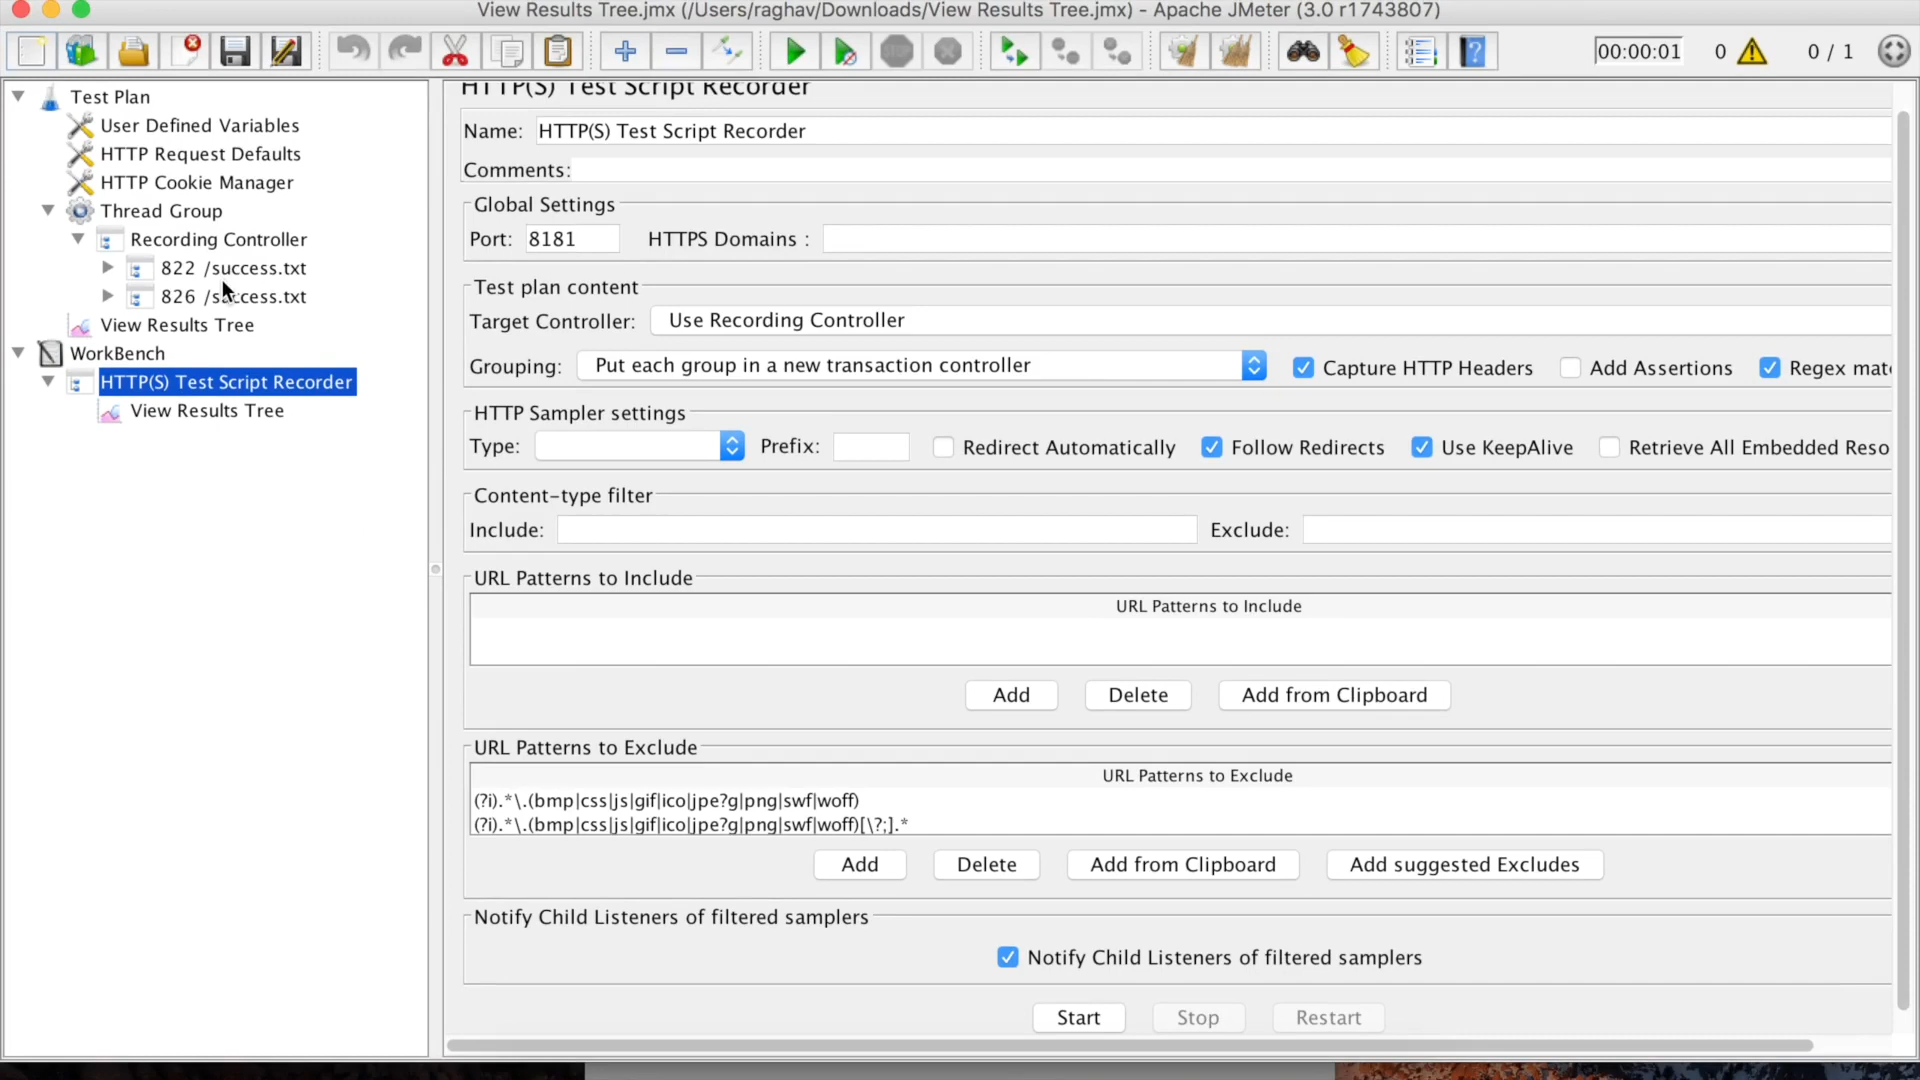 View Results Tree.jmx (/Users/raghav/Downloads/View Results Tree.jmx) - Apache JMeter (3.0 r1743807)
00:00:01 0 0 / 1
Test Plan
User Defined Variables
HTTP Request Defaults
HTTP Cookie Manager
Thread Group
Recording Controller
822 /success.txt
826 /success.txt
View Results Tree
WorkBench
HTTP(S) Test Script Recorder
View Results Tree
HTTP(S) Test Script Recorder
Name: HTTP(S) Test Script Recorder
Comments:
Global Settings
Port: 8181 HTTPS Domains :
Test plan content
Target Controller: Use Recording Controller
Grouping: Put each group in a new transaction controller Capture HTTP Headers Add Assertions Regex mat
HTTP Sampler settings
Type: Prefix: Redirect Automatically Follow Redirects Use KeepAlive Retrieve All Embedded Reso
Content-type filter
Include: Exclude:
URL Patterns to Include
URL Patterns to Include
Add Delete Add from Clipboard
URL Patterns to Exclude
URL Patterns to Exclude
(?i).*\.(bmp|css|js|gif|ico|jpe?g|png|swf|woff)
(?i).*\.(bmp|css|js|gif|ico|jpe?g|png|swf|woff)[\?;].*
Add Delete Add from Clipboard Add suggested Excludes
Notify Child Listeners of filtered samplers
Notify Child Listeners of filtered samplers
Start Stop Restart